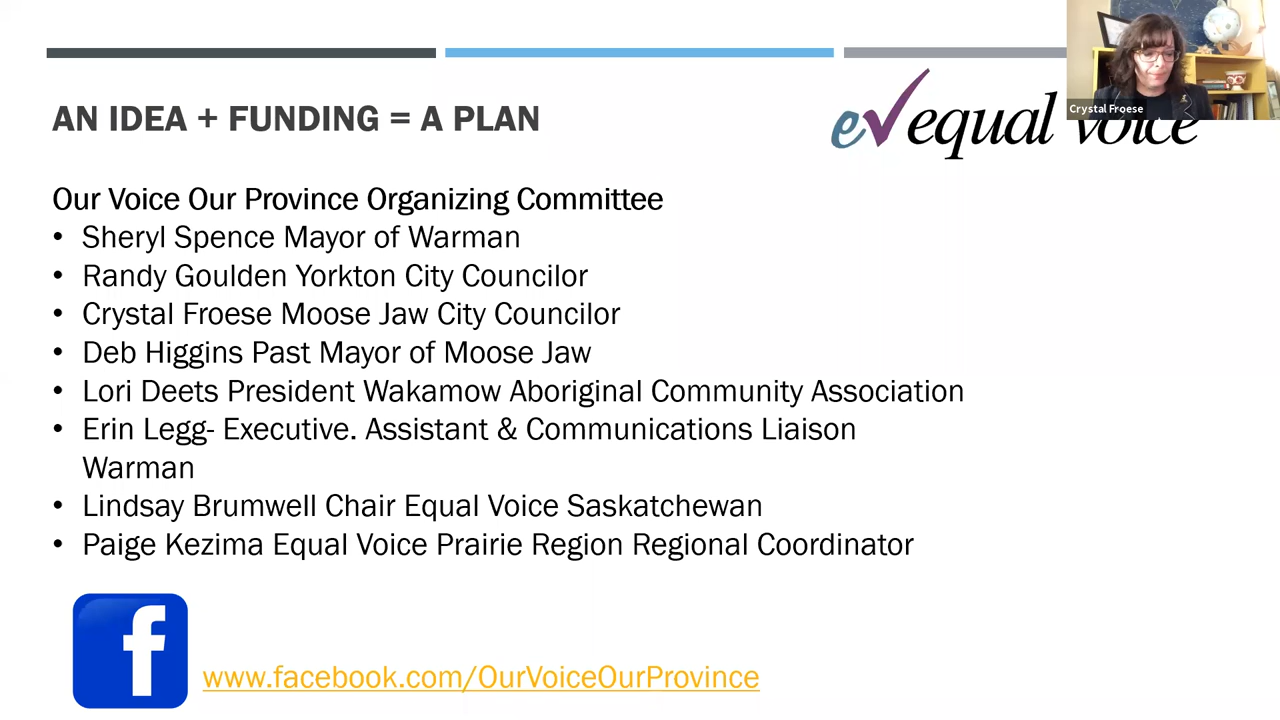 Crystal Froese
AN IDEA + FUNDING = A PLAN
equal voice
Our Voice Our Province Organizing Committee
• Sheryl Spence Mayor of Warman
• Randy Goulden Yorkton City Councilor
• Crystal Froese Moose Jaw City Councilor
• Deb Higgins Past Mayor of Moose Jaw
• Lori Deets President Wakamow Aboriginal Community Association
• Erin Legg- Executive. Assistant & Communications Liaison
Warman
• Lindsay Brumwell Chair Equal Voice Saskatchewan
• Paige Kezima Equal Voice Prairie Region Regional Coordinator
www.facebook.com/OurVoiceOurProvince